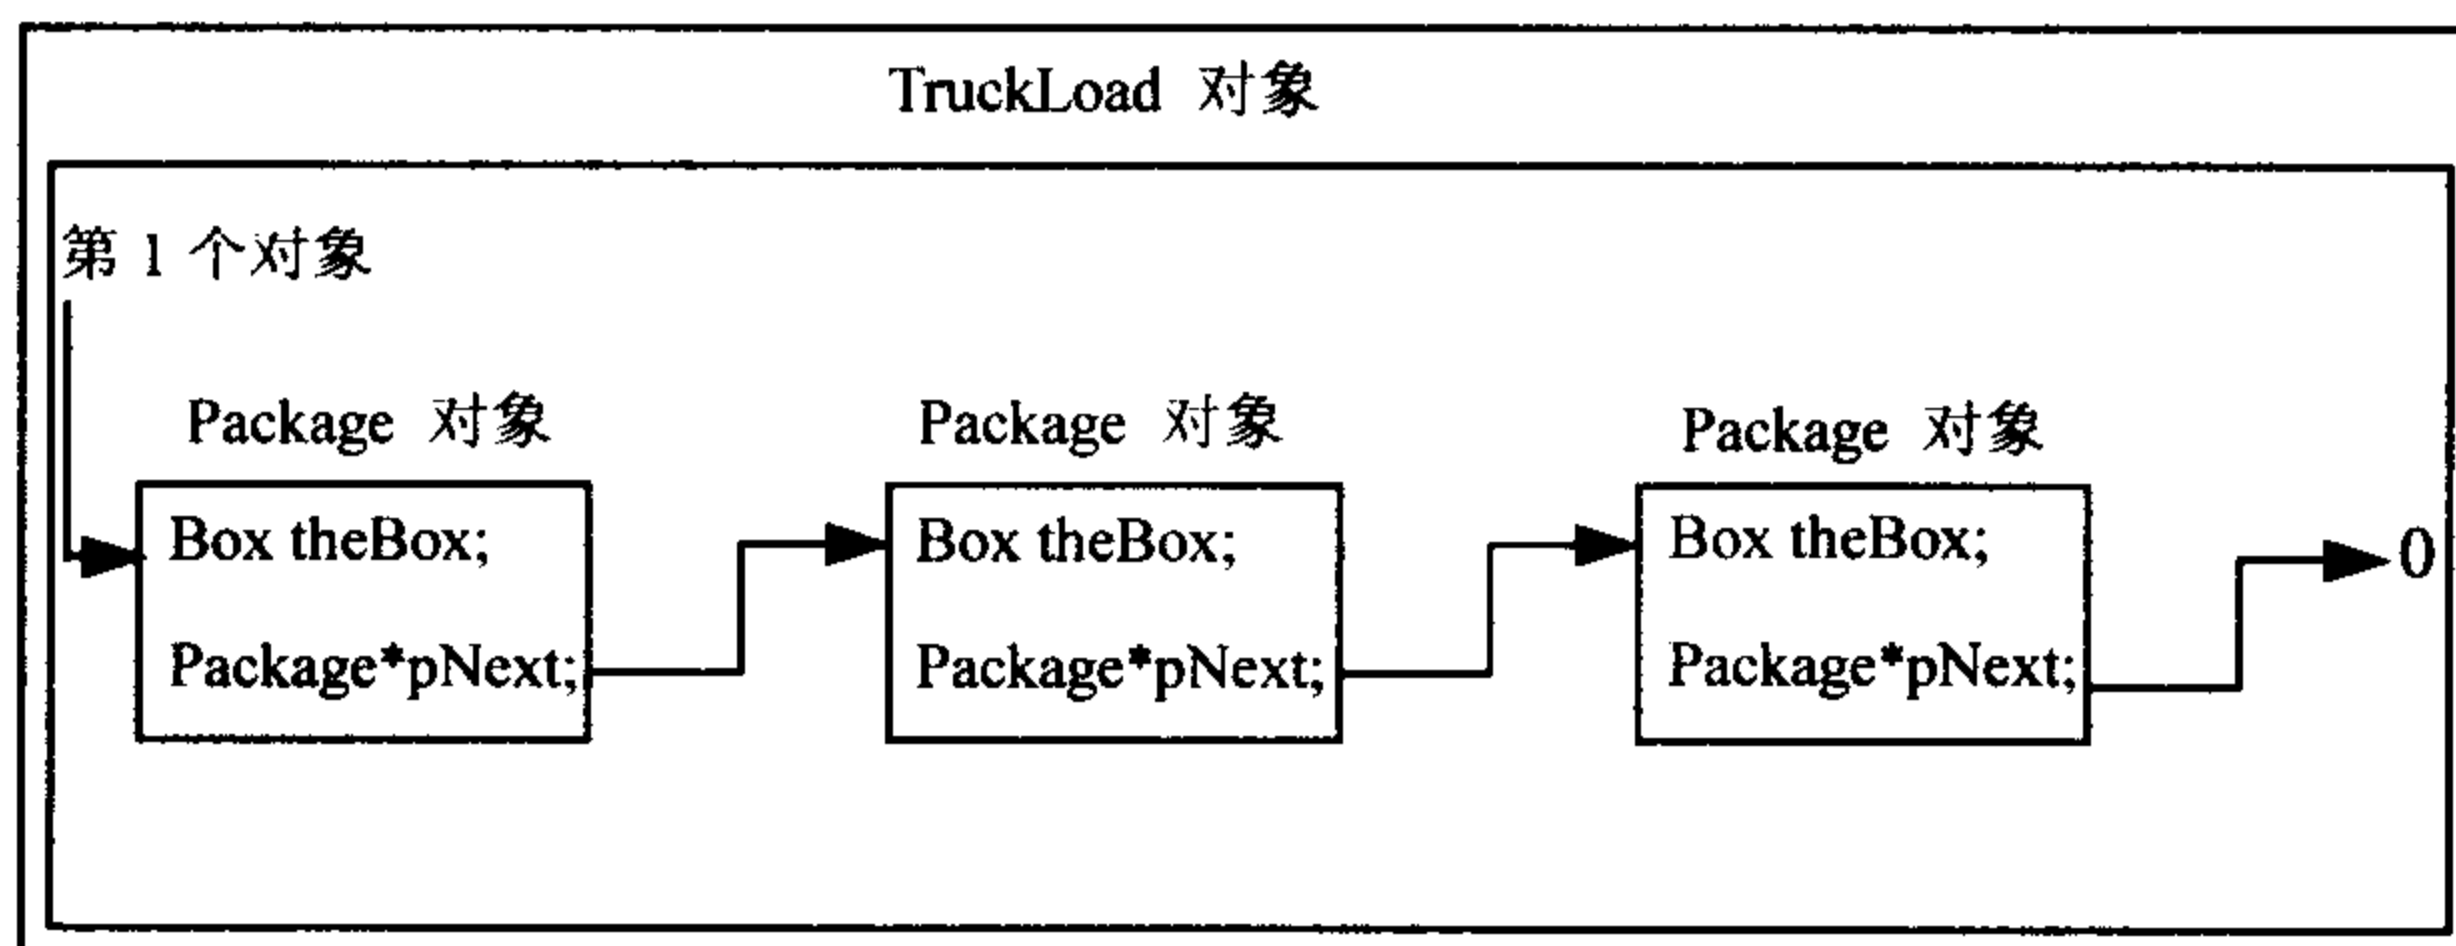 TruckLoad 对象
第 1 个对象
Package 对象
Package 对象
Package 对象
Box theBox;
Package*pNext;
Box theBox;
Package*pNext;
Box theBox;
Package*pNext;
0